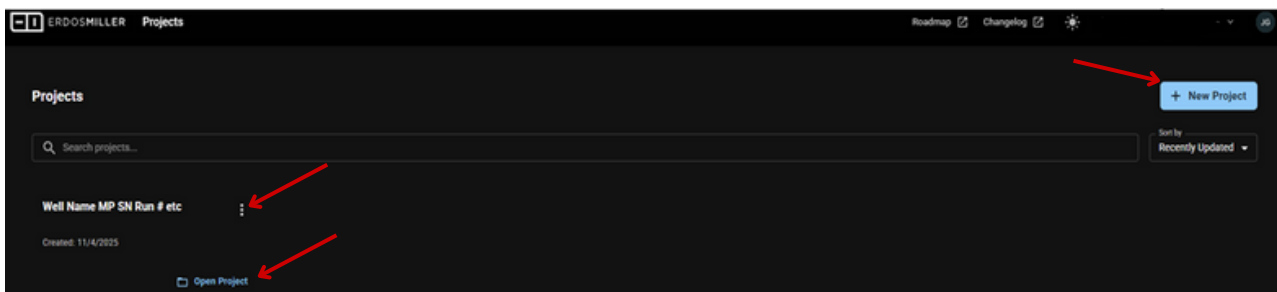 ERDOSMILLER Projects Roadmap Changelog JG
Projects
+ New Project
Search projects...
Sort by
Recently Updated
Well Name MP SN Run # etc
Created: 11/4/2025
Open Project